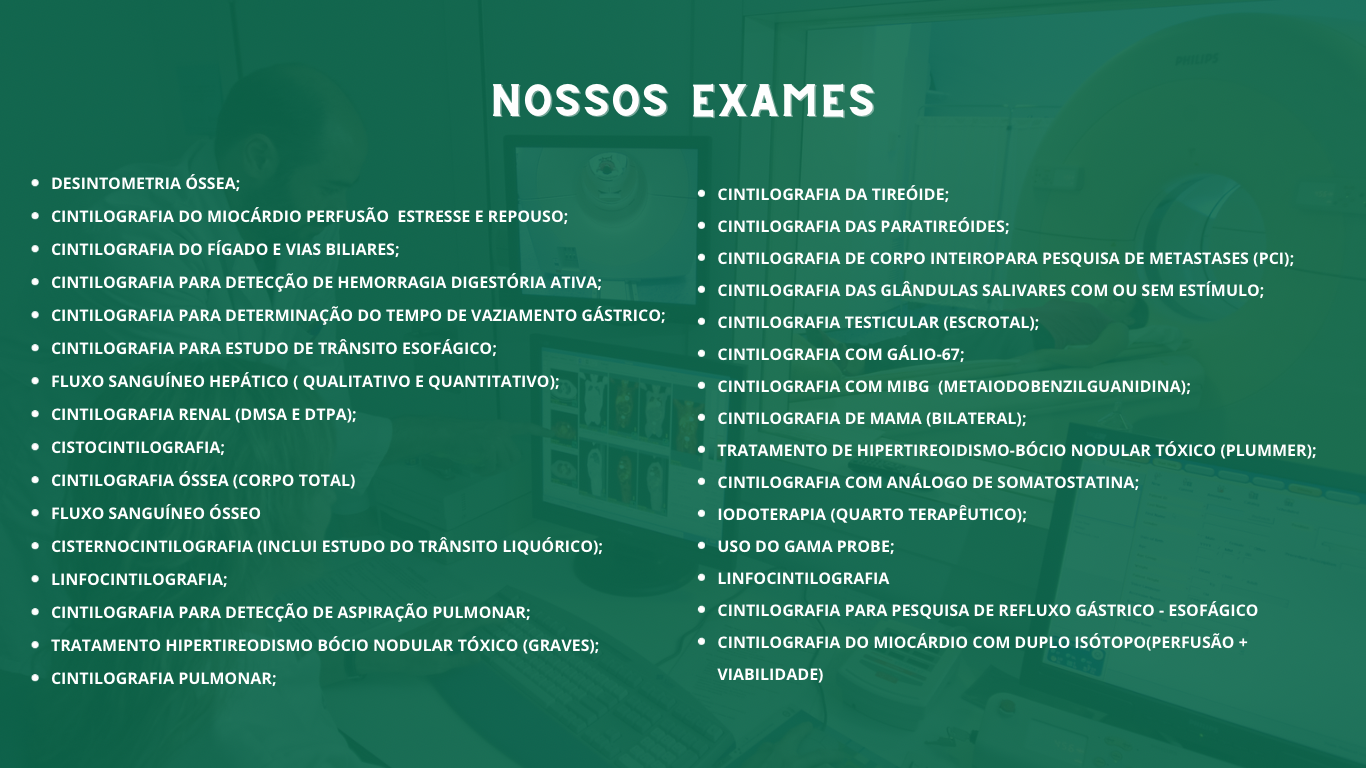 NOSSOS EXAMES
DESINTOMETRIA ÓSSEA;
CINTILOGRAFIA DO MIOCÁRDIO PERFUSÃO  ESTRESSE E REPOUSO;
CINTILOGRAFIA DO FÍGADO E VIAS BILIARES;
CINTILOGRAFIA PARA DETECÇÃO DE HEMORRAGIA DIGESTÓRIA ATIVA;
CINTILOGRAFIA PARA DETERMINAÇÃO DO TEMPO DE VAZIAMENTO GÁSTRICO;
CINTILOGRAFIA PARA ESTUDO DE TRÂNSITO ESOFÁGICO;
FLUXO SANGUÍNEO HEPÁTICO ( QUALITATIVO E QUANTITATIVO);
CINTILOGRAFIA RENAL (DMSA E DTPA);
CISTOCINTILOGRAFIA;
CINTILOGRAFIA ÓSSEA (CORPO TOTAL)
FLUXO SANGUÍNEO ÓSSEO
CISTERNOCINTILOGRAFIA (INCLUI ESTUDO DO TRÂNSITO LIQUÓRICO);
LINFOCINTILOGRAFIA;
CINTILOGRAFIA PARA DETECÇÃO DE ASPIRAÇÃO PULMONAR;
TRATAMENTO HIPERTIREODISMO BÓCIO NODULAR TÓXICO (GRAVES);
CINTILOGRAFIA PULMONAR;
CINTILOGRAFIA DA TIREÓIDE;
CINTILOGRAFIA DAS PARATIREÓIDES;
CINTILOGRAFIA DE CORPO INTEIROPARA PESQUISA DE METASTASES (PCI);
CINTILOGRAFIA DAS GLÂNDULAS SALIVARES COM OU SEM ESTÍMULO;
CINTILOGRAFIA TESTICULAR (ESCROTAL);
CINTILOGRAFIA COM GÁLIO-67;
CINTILOGRAFIA COM MIBG  (METAIODOBENZILGUANIDINA);
CINTILOGRAFIA DE MAMA (BILATERAL);
TRATAMENTO DE HIPERTIREOIDISMO-BÓCIO NODULAR TÓXICO (PLUMMER);
CINTILOGRAFIA COM ANÁLOGO DE SOMATOSTATINA;
IODOTERAPIA (QUARTO TERAPÊUTICO);
USO DO GAMA PROBE;
LINFOCINTILOGRAFIA
CINTILOGRAFIA PARA PESQUISA DE REFLUXO GÁSTRICO - ESOFÁGICO
CINTILOGRAFIA DO MIOCÁRDIO COM DUPLO ISÓTOPO(PERFUSÃO +
VIABILIDADE)
PHILIPS